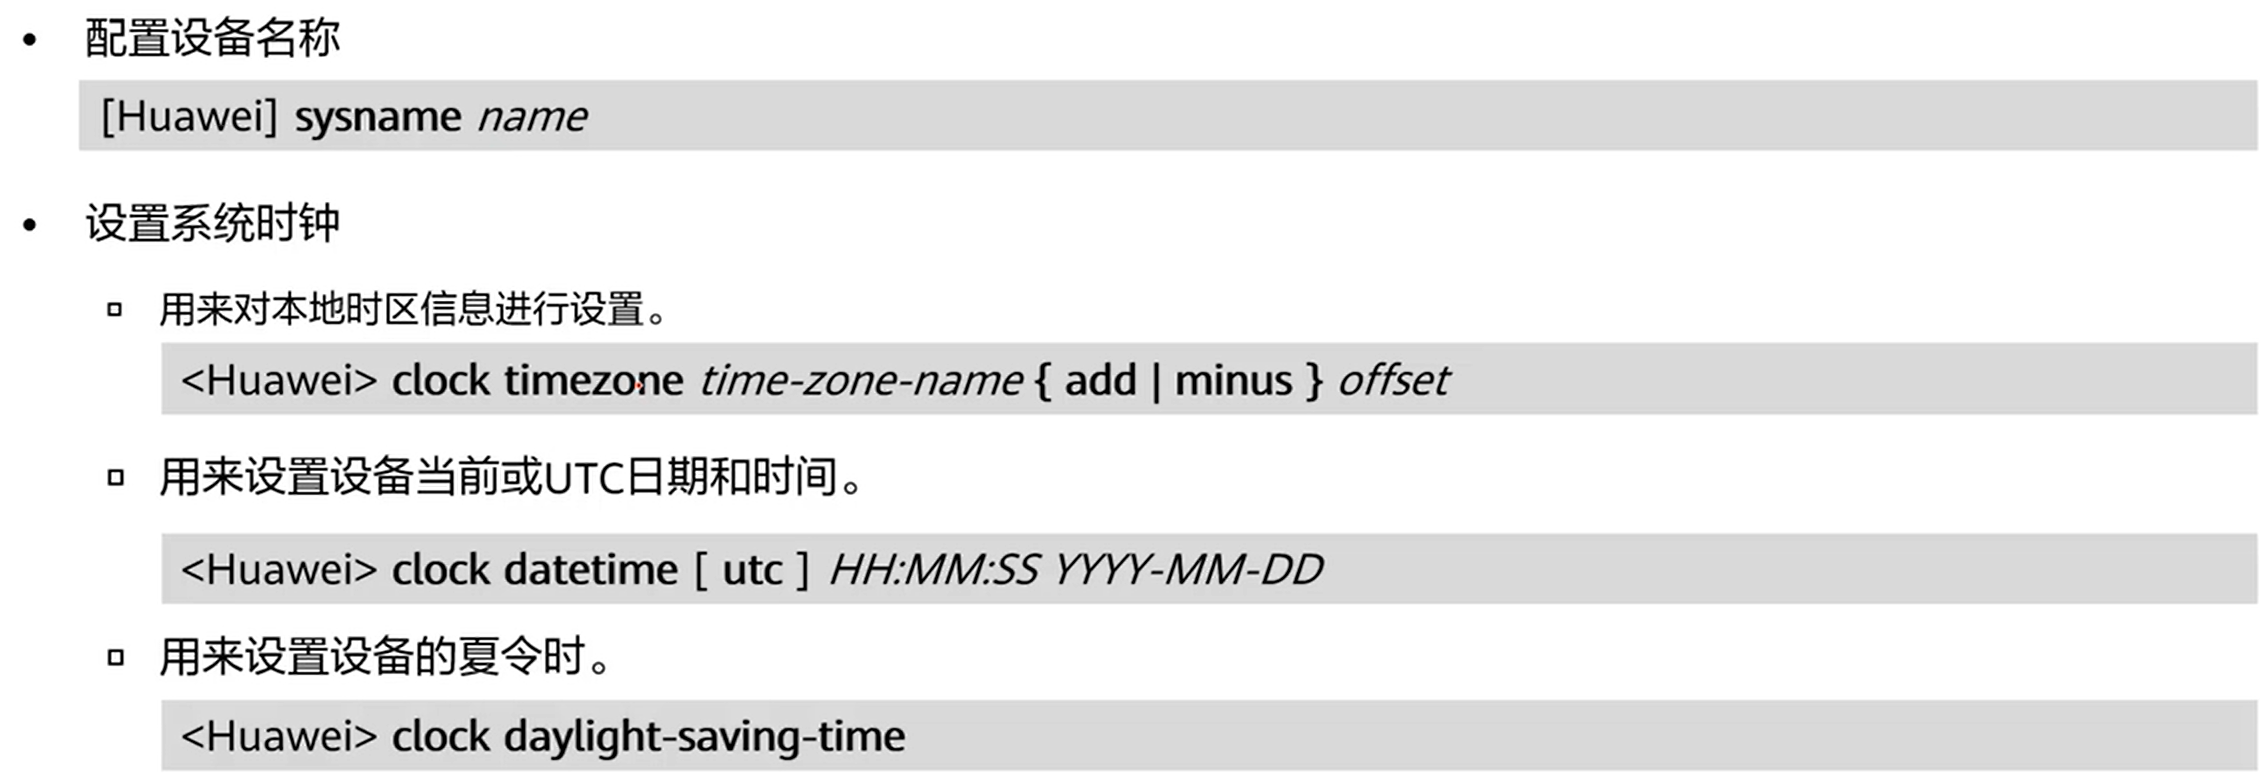 • 配置设备名称
[Huawei] sysname name
• 设置系统时钟
▫ 用来对本地时区信息进行设置。
<Huawei> clock timezone time-zone-name { add | minus } offset
▫ 用来设置设备当前或UTC日期和时间。
<Huawei> clock datetime [ utc ] HH:MM:SS YYYY-MM-DD
▫ 用来设置设备的夏令时。
<Huawei> clock daylight-saving-time